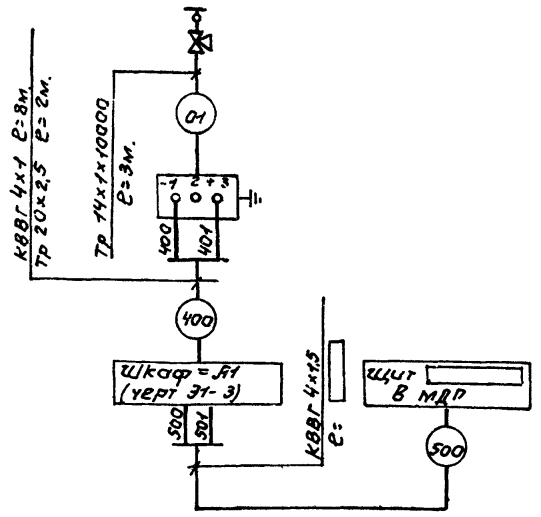 КВВГ 4х1 ℓ=8м.
Тр 20х2,5 ℓ=2м.
Тр 14х1х10000
ℓ=3м.
01
-1 2 + 3
400
401
400
Шкаф =А1
(черт Э1-3)
500
501
КВВГ 4х1,5
ℓ=
Щит
В МДП
500